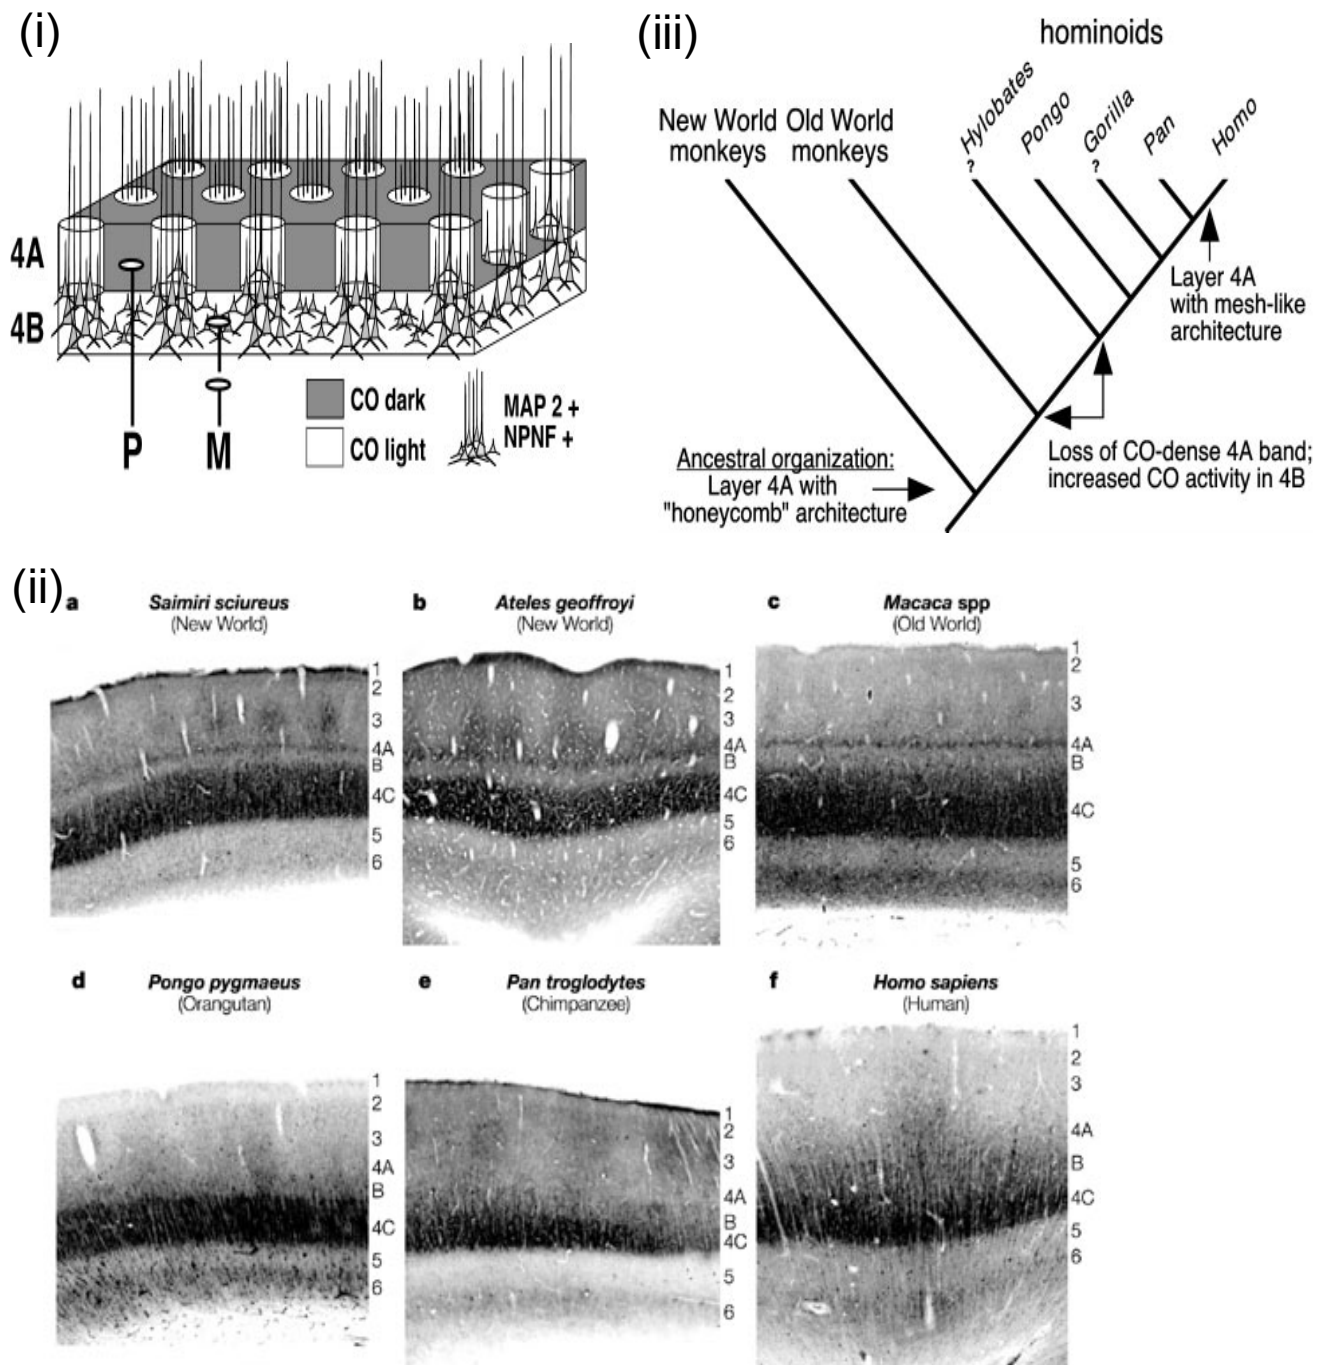 (i)
4A
4B
P
M
CO dark
CO light
MAP 2 +
NPNF +
(iii)
hominoids
New World
monkeys
Old World
monkeys
Hylobates
?
Pongo
Gorilla
?
Pan
Homo
Layer 4A
with mesh-like
architecture
Loss of CO-dense 4A band;
increased CO activity in 4B
Ancestral organization:
Layer 4A with
"honeycomb" architecture
(ii)
a
Saimiri sciureus
(New World)
1
2
3
4A
B
4C
5
6
b
Ateles geoffroyi
(New World)
1
2
3
4A
B
4C
5
6
c
Macaca spp
(Old World)
1
2
3
4A
B
4C
5
6
d
Pongo pygmaeus
(Orangutan)
1
2
3
4A
B
4C
5
6
e
Pan troglodytes
(Chimpanzee)
1
2
3
4A
B
4C
5
6
f
Homo sapiens
(Human)
1
2
3
4A
B
4C
5
6